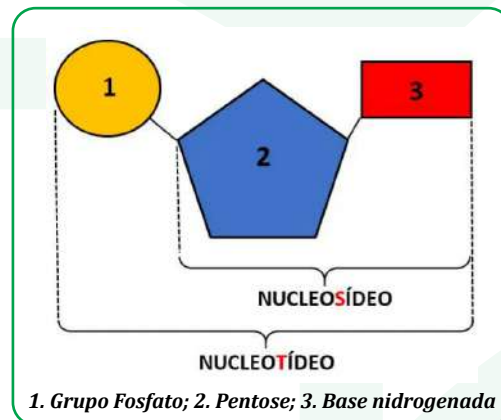 1
2
3
NUCLEOSÍDEO
NUCLEOTÍDEO
1. Grupo Fosfato; 2. Pentose; 3. Base nidrogenada